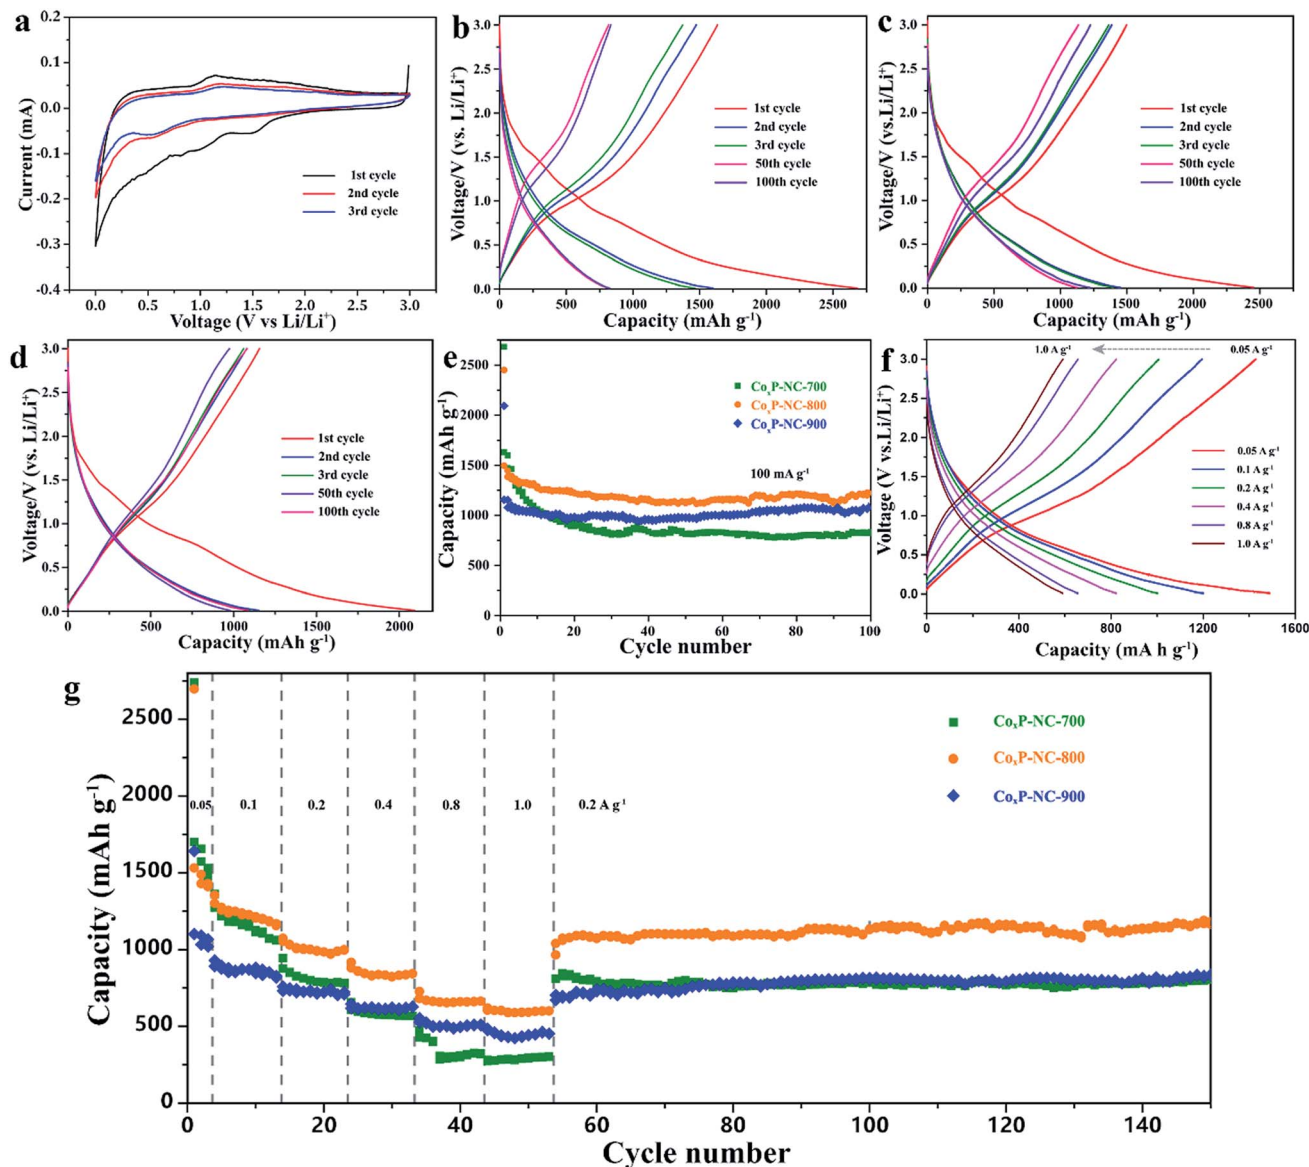 a
Current (mA)
0.2
0.1
0.0
-0.1
-0.2
-0.3
-0.4
1st cycle
2nd cycle
3rd cycle
0.0 0.5 1.0 1.5 2.0 2.5 3.0
Voltage (V vs Li/Li⁺)
b
Voltage/V (vs. Li/Li⁺)
3.0
2.5
2.0
1.5
1.0
0.5
0.0
1st cycle
2nd cycle
3rd cycle
50th cycle
100th cycle
0 500 1000 1500 2000 2500
Capacity (mAh g⁻¹)
c
Voltage/V (vs.Li/Li⁺)
3.0
2.5
2.0
1.5
1.0
0.5
0.0
1st cycle
2nd cycle
3rd cycle
50th cycle
100th cycle
0 500 1000 1500 2000 2500
Capacity (mAh g⁻¹)
d
Voltage/V (vs. Li/Li⁺)
3.0
2.5
2.0
1.5
1.0
0.5
0.0
1st cycle
2nd cycle
3rd cycle
50th cycle
100th cycle
0 500 1000 1500 2000
Capacity (mAh g⁻¹)
e
Capacity (mAh g⁻¹)
2500
2000
1500
1000
500
0
CoₓP-NC-700
CoₓP-NC-800
CoₓP-NC-900
100 mA g⁻¹
0 20 40 60 80 100
Cycle number
f
Voltage (V vs.Li/Li⁺)
1.0 A g⁻¹ 0.05 A g⁻¹
3.0
2.5
2.0
1.5
1.0
0.5
0.0
0.05 A g⁻¹
0.1 A g⁻¹
0.2 A g⁻¹
0.4 A g⁻¹
0.8 A g⁻¹
1.0 A g⁻¹
0 400 800 1200 1600
Capacity (mA h g⁻¹)
g
Capacity (mAh g⁻¹)
2500
2000
1500
1000
500
0
CoₓP-NC-700
CoₓP-NC-800
CoₓP-NC-900
0.05 0.1 0.2 0.4 0.8 1.0 0.2 A g⁻¹
0 20 40 60 80 100 120 140
Cycle number